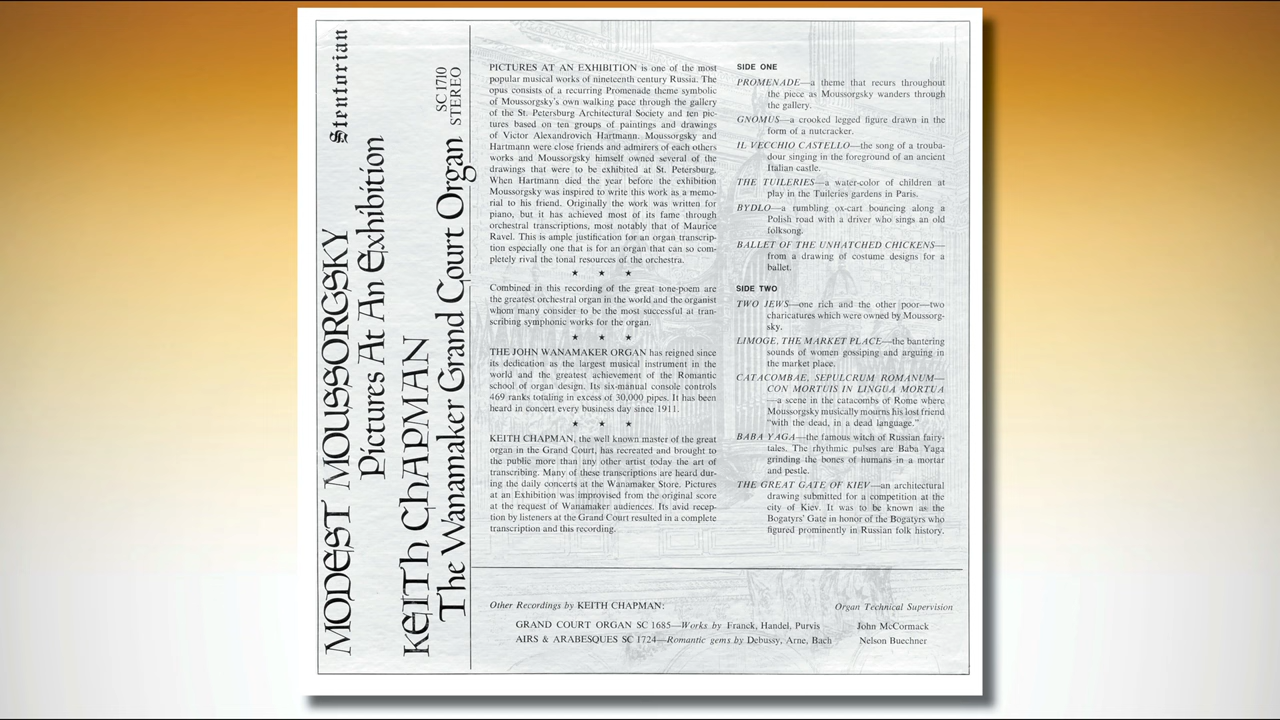 Stentorian
MODEST MOUSSORGSKY
Pictures At An Exhibition
KEITH CHAPMAN
The Wanamaker Grand Court Organ
SC 1710
STEREO
PICTURES AT AN EXHIBITION is one of the most
popular musical works of nineteenth century Russia. The
opus consists of a recurring Promenade theme symbolic
of Moussorgsky's own walking pace through the gallery
of the St. Petersburg Architectural Society and ten pic-
tures based on ten groups of paintings and drawings
of Victor Alexandrovich Hartmann. Moussorgsky and
Hartmann were close friends and admirers of each others
works and Moussorgsky himself owned several of the
drawings that were to be exhibited at St. Petersburg.
When Hartmann died the year before the exhibition
Moussorgsky was inspired to write this work as a memo-
rial to his friend. Originally the work was written for
piano, but it has achieved most of its fame through
orchestral transcriptions, most notably that of Maurice
Ravel. This is ample justification for an organ transcrip-
tion especially one that is for an organ that can so com-
pletely rival the tonal resources of the orchestra.
★ ★ ★
Combined in this recording of the great tone-poem are
the greatest orchestral organ in the world and the organist
whom many consider to be the most successful at tran-
scribing symphonic works for the organ.
★ ★ ★
THE JOHN WANAMAKER ORGAN has reigned since
its dedication as the largest musical instrument in the
world and the greatest achievement of the Romantic
school of organ design. Its six-manual console controls
469 ranks totaling in excess of 30,000 pipes. It has been
heard in concert every business day since 1911.
★ ★ ★
KEITH CHAPMAN, the well known master of the great
organ in the Grand Court, has recreated and brought to
the public more than any other artist today the art of
transcribing. Many of these transcriptions are heard dur-
ing the daily concerts at the Wanamaker Store. Pictures
at an Exhibition was improvised from the original score
at the request of Wanamaker audiences. Its avid recep-
tion by listeners at the Grand Court resulted in a complete
transcription and this recording.
SIDE ONE
PROMENADE—a theme that recurs throughout
the piece as Moussorgsky wanders through
the gallery.
GNOMUS—a crooked legged figure drawn in the
form of a nutcracker.
IL VECCHIO CASTELLO—the song of a trouba-
dour singing in the foreground of an ancient
Italian castle.
THE TUILERIES—a water-color of children at
play in the Tuileries gardens in Paris.
BYDLO—a rumbling ox-cart bouncing along a
Polish road with a driver who sings an old
folksong.
BALLET OF THE UNHATCHED CHICKENS—
from a drawing of costume designs for a
ballet.
SIDE TWO
TWO JEWS—one rich and the other poor—two
charicatures which were owned by Moussorg-
sky.
LIMOGE, THE MARKET PLACE—the bantering
sounds of women gossiping and arguing in
the market place.
CATACOMBAE, SEPULCRUM ROMANUM—
CON MORTUIS IN LINGUA MORTUA
—a scene in the catacombs of Rome where
Moussorgsky musically mourns his lost friend
"with the dead, in a dead language."
BABA YAGA—the famous witch of Russian fairy-
tales. The rhythmic pulses are Baba Yaga
grinding the bones of humans in a mortar
and pestle.
THE GREAT GATE OF KIEV—an architectural
drawing submitted for a competition at the
city of Kiev. It was to be known as the
Bogatyrs' Gate in honor of the Bogatyrs who
figured prominently in Russian folk history.
Other Recordings by KEITH CHAPMAN:
GRAND COURT ORGAN SC 1685—Works by Franck, Handel, Purvis
AIRS & ARABESQUES SC 1724—Romantic gems by Debussy, Arne, Bach
Organ Technical Supervision
John McCormack
Nelson Buechner